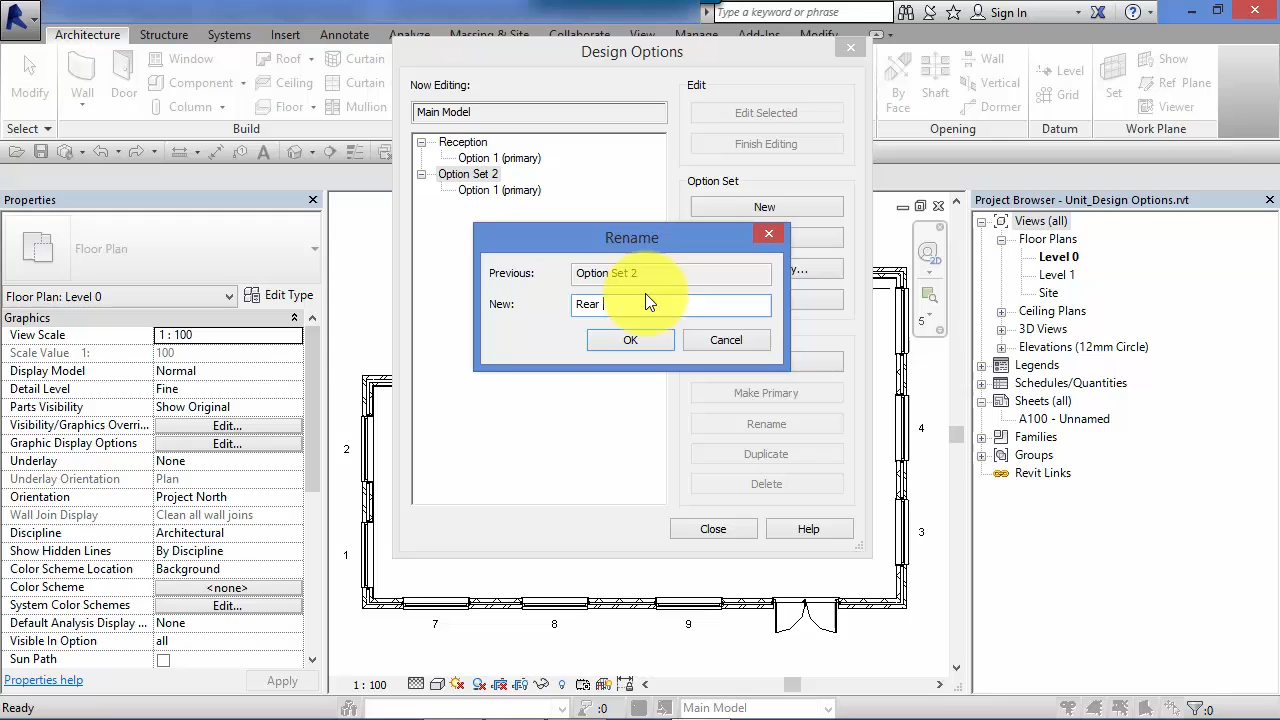 Type a keyword or phrase
Sign In
Architecture Structure Systems Insert Annotate Analyze Massing & Site Collaborate View Manage Add-Ins Modify
Modify
Wall
Door
Window
Component
Column
Roof
Ceiling
Floor
Curtain
Curtain
Mullion
By
Face
Shaft
Wall
Vertical
Dormer
Level
Grid
Set
Show
Ref Plane
Viewer
Select
Build
Opening
Datum
Work Plane
Design Options
Now Editing:
Main Model
Reception
Option 1 (primary)
Option Set 2
Option 1 (primary)
Edit
Edit Selected
Finish Editing
Option Set
New
y...
Make Primary
Rename
Duplicate
Delete
Close
Help
Rename
Previous:
Option Set 2
New:
Rear
OK
Cancel
Properties
Floor Plan
Floor Plan: Level 0
Edit Type
Graphics
View Scale 1 : 100
Scale Value 1: 100
Display Model Normal
Detail Level Fine
Parts Visibility Show Original
Visibility/Graphics Overri... Edit...
Graphic Display Options Edit...
Underlay None
Underlay Orientation Plan
Orientation Project North
Wall Join Display Clean all wall joins
Discipline Architectural
Show Hidden Lines By Discipline
Color Scheme Location Background
Color Scheme <none>
System Color Schemes Edit...
Default Analysis Display ... None
Visible In Option all
Sun Path
Properties help
Apply
2
1
4
3
7
8
9
2D
5
Project Browser - Unit_Design Options.rvt
Views (all)
Floor Plans
Level 0
Level 1
Site
Ceiling Plans
3D Views
Elevations (12mm Circle)
Legends
Schedules/Quantities
Sheets (all)
A100 - Unnamed
Families
Groups
Revit Links
1 : 100
Ready
:0
Main Model
:0